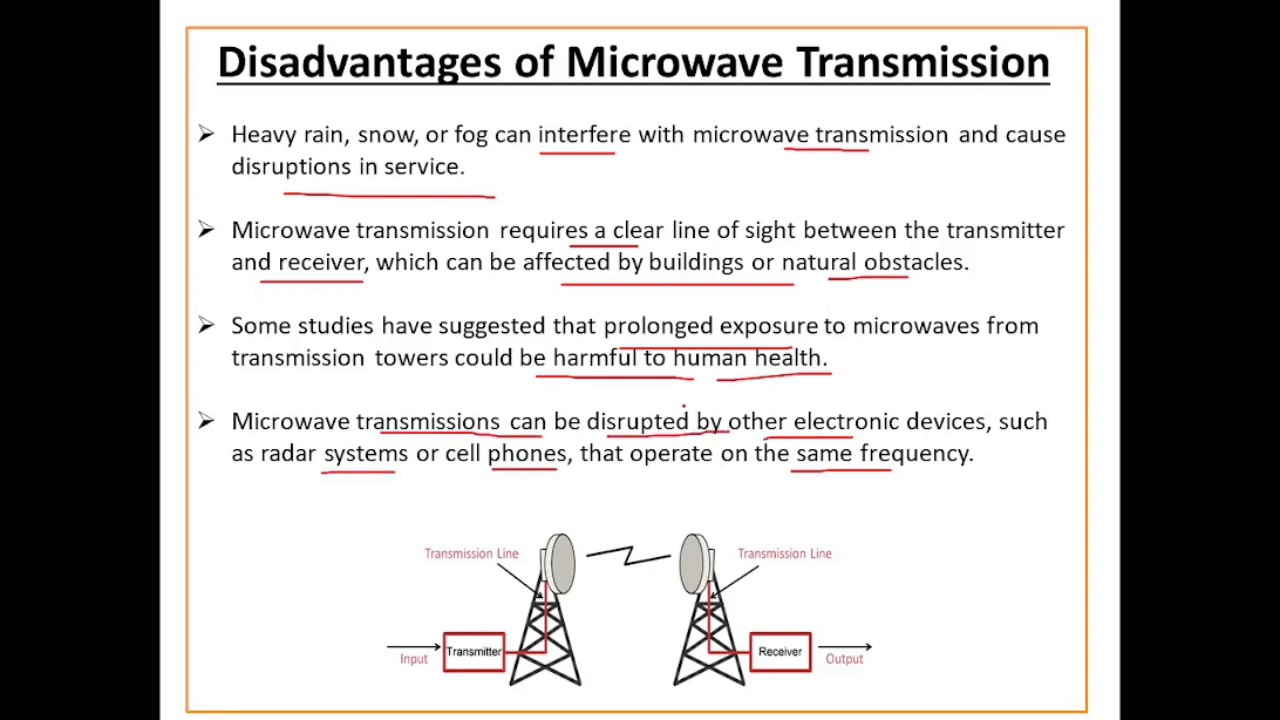 Disadvantages of Microwave Transmission
➢ Heavy rain, snow, or fog can interfere with microwave transmission and cause
disruptions in service.
➢ Microwave transmission requires a clear line of sight between the transmitter
and receiver, which can be affected by buildings or natural obstacles.
➢ Some studies have suggested that prolonged exposure to microwaves from
transmission towers could be harmful to human health.
➢ Microwave transmissions can be disrupted by other electronic devices, such
as radar systems or cell phones, that operate on the same frequency.
Transmission Line
Transmission Line
Transmitter
Receiver
Input
Output